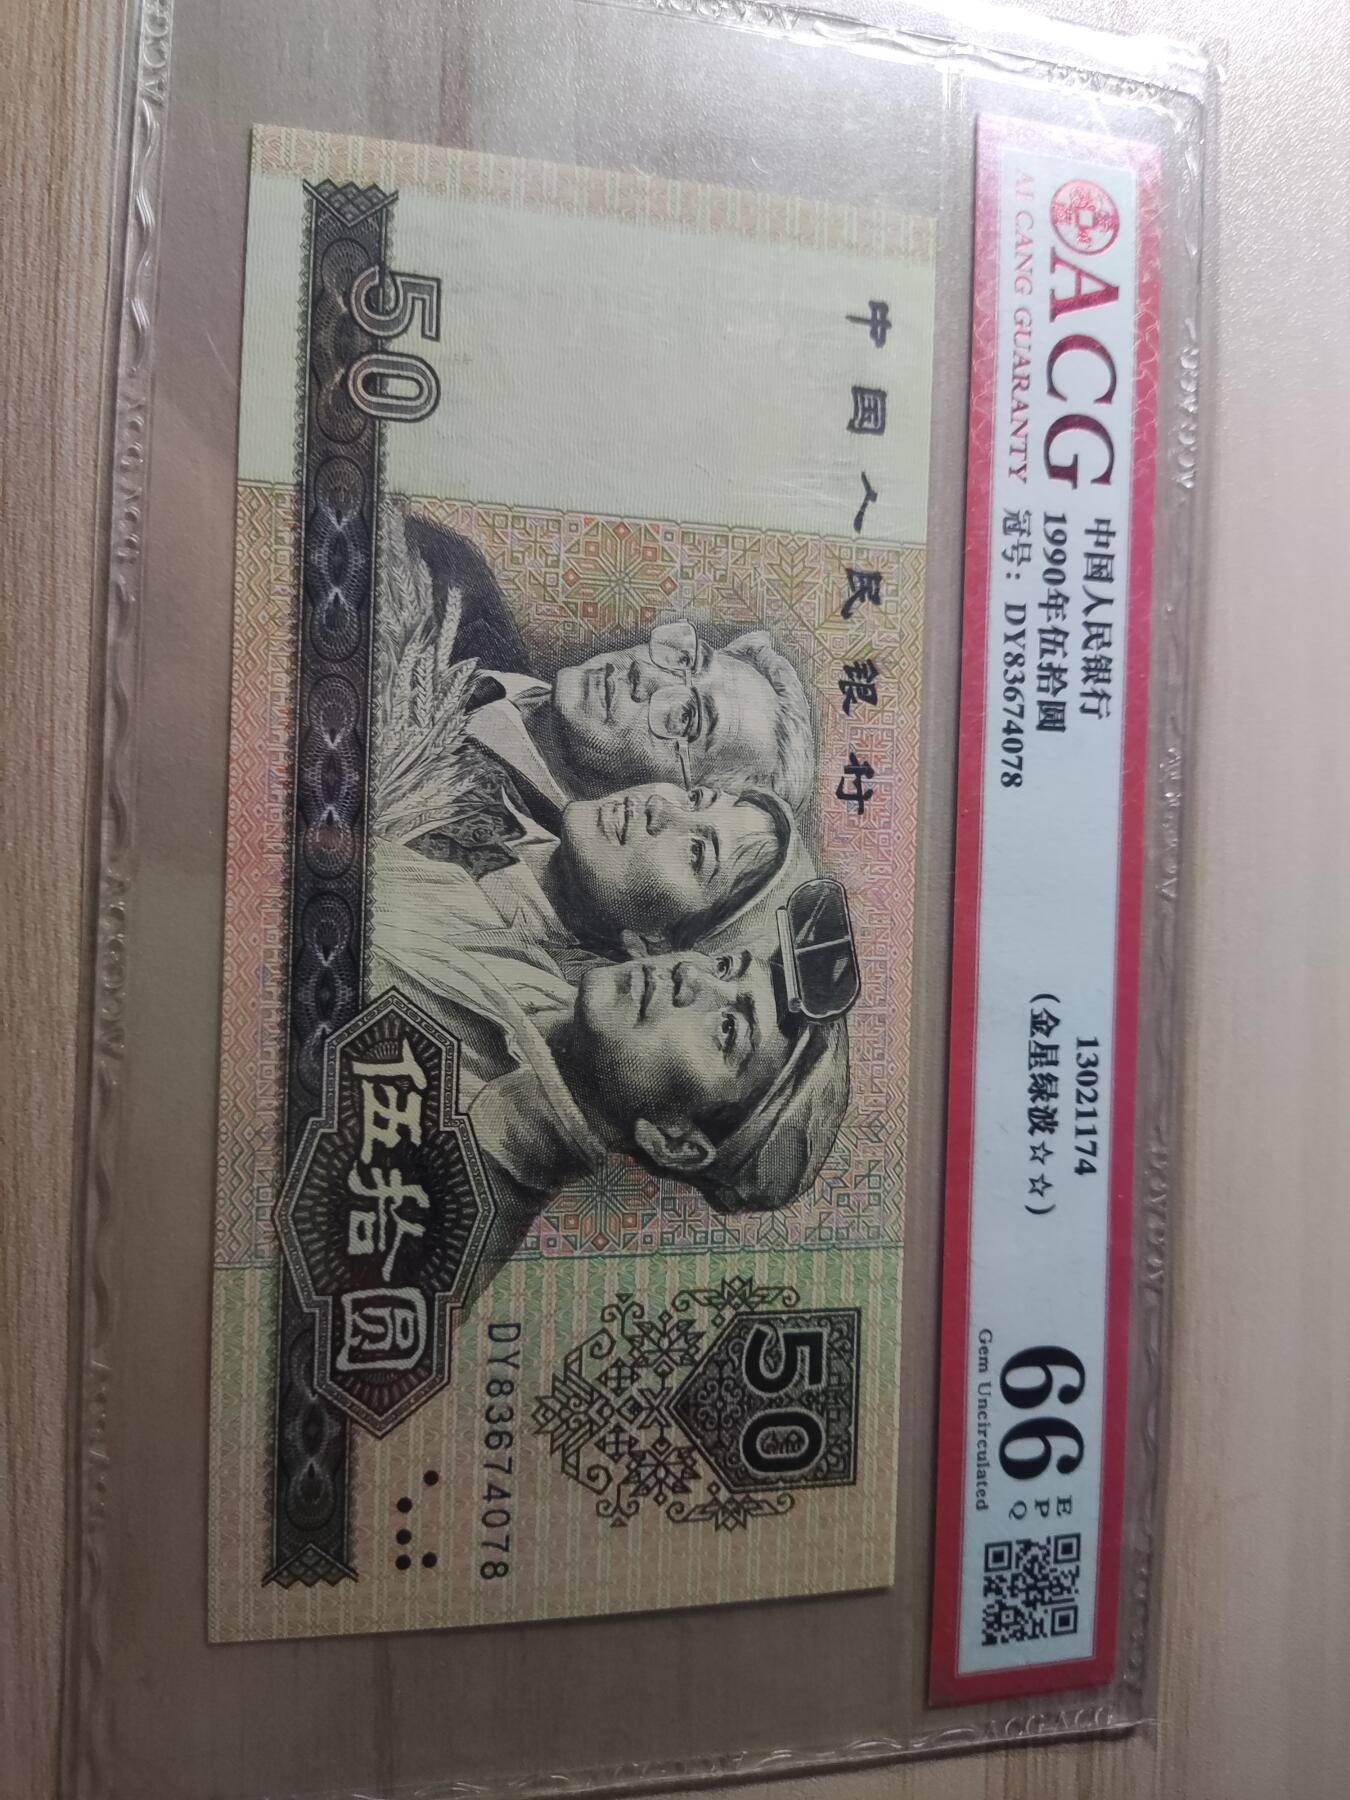 ACG
AI CANG GUARANTY
中国人民银行
1990年伍拾圆
冠号：DY83674078
13021174
(金星绿波☆☆)
66
EPQ
Gem Uncirculated
中国人民银行
50
50
伍拾圆
DY83674078